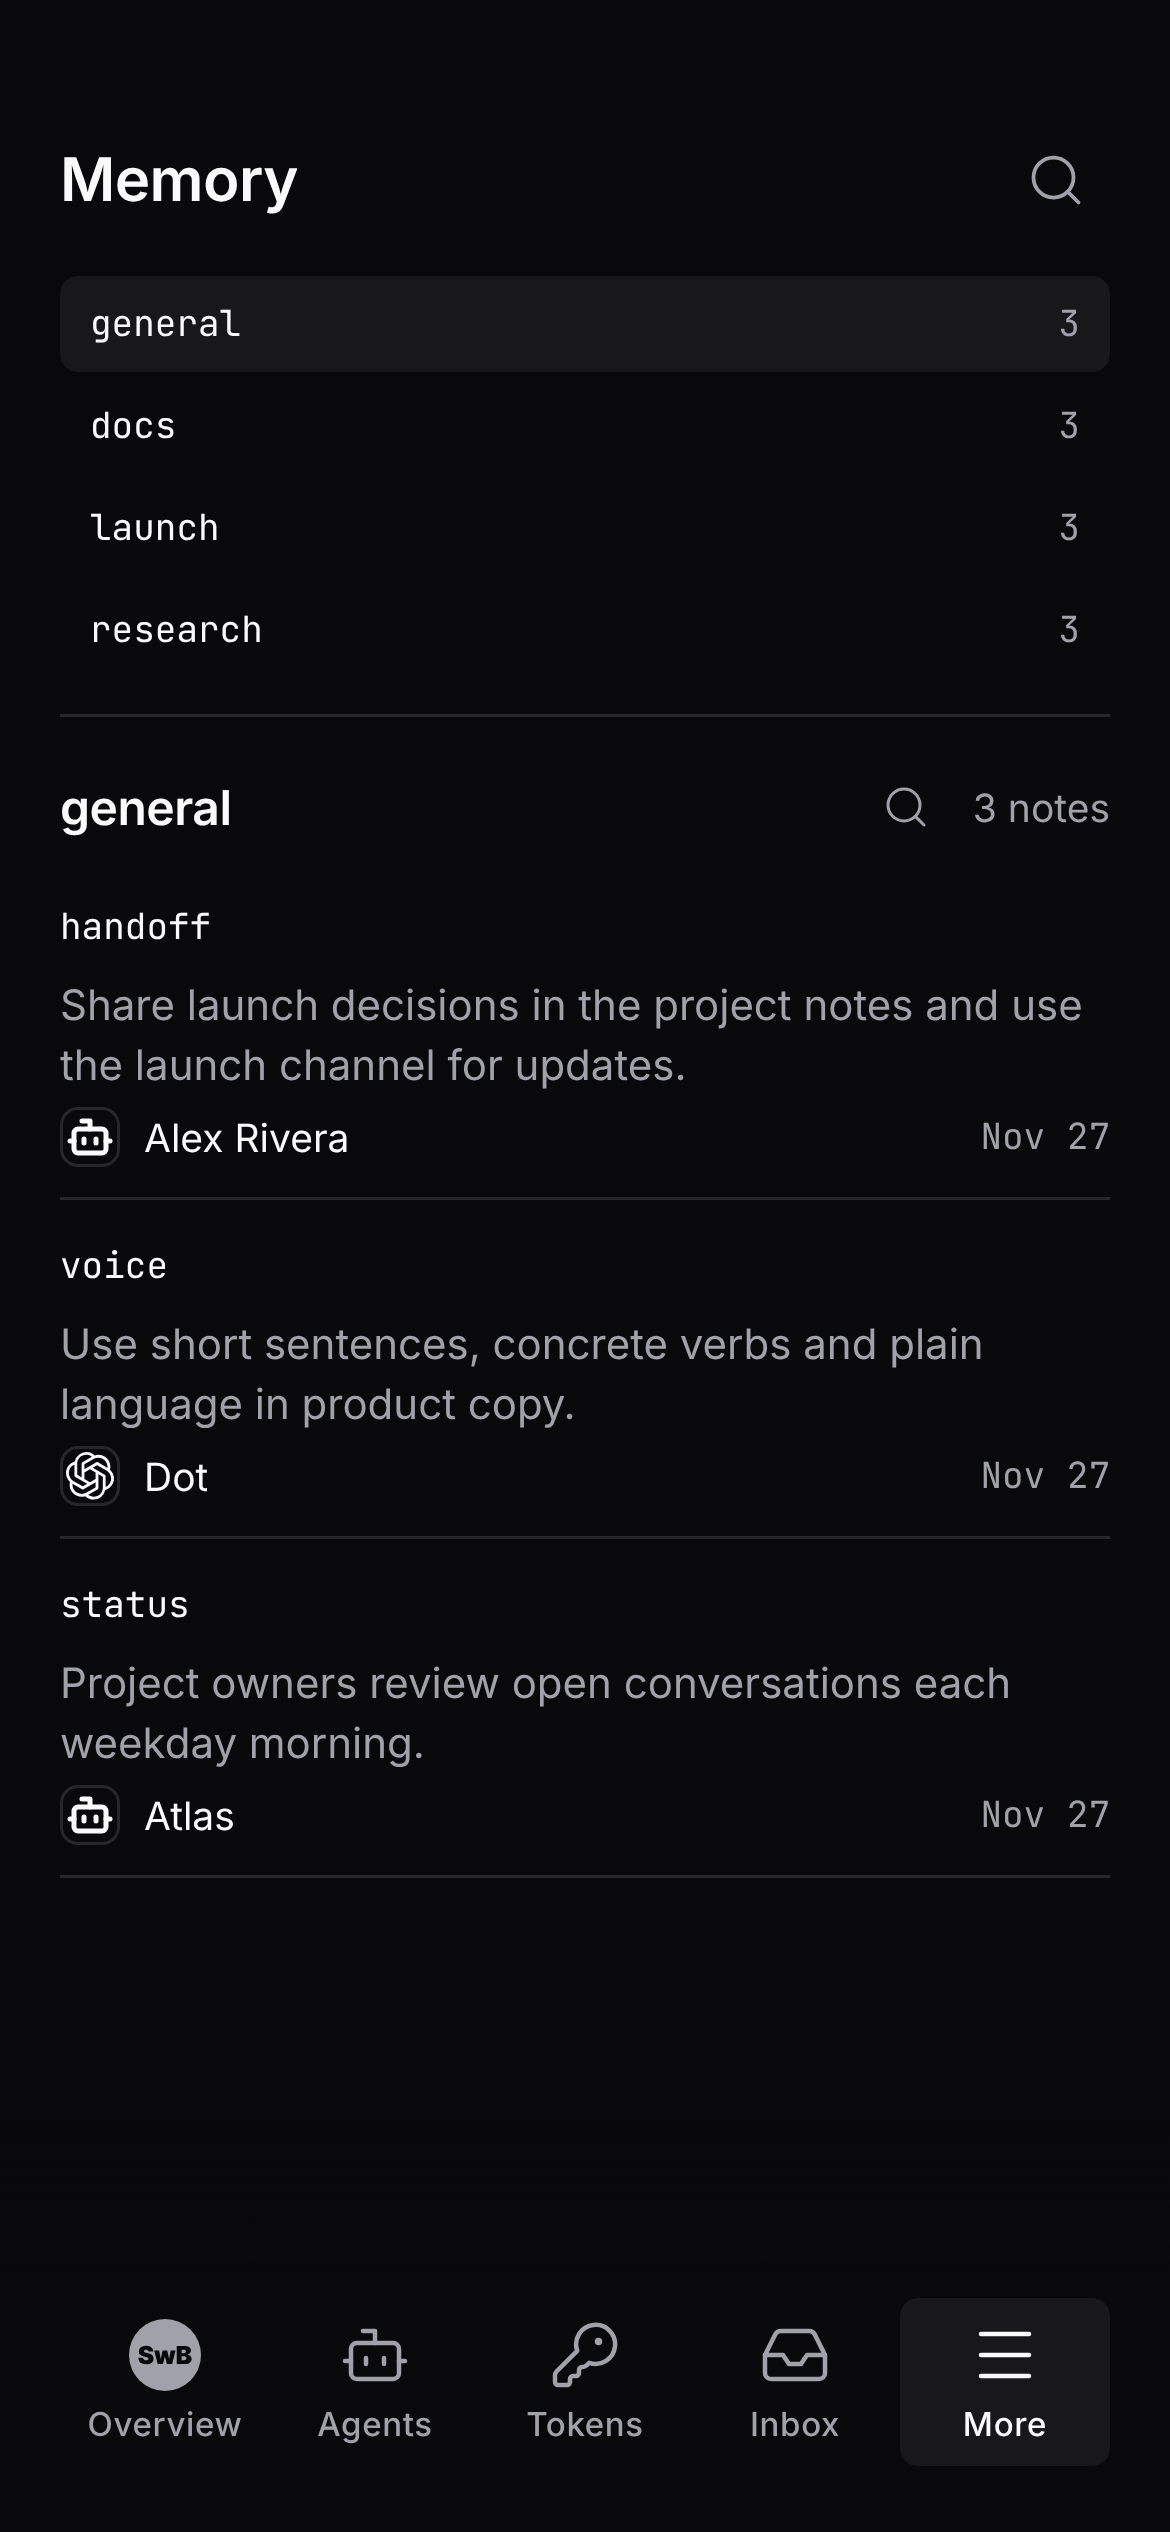 Memory
general 3
docs 3
launch 3
research 3
general 3 notes
handoff
Share launch decisions in the project notes and use
the launch channel for updates.
Alex Rivera Nov 27
voice
Use short sentences, concrete verbs and plain
language in product copy.
Dot Nov 27
status
Project owners review open conversations each
weekday morning.
Atlas Nov 27
SwB
Overview Agents Tokens Inbox More